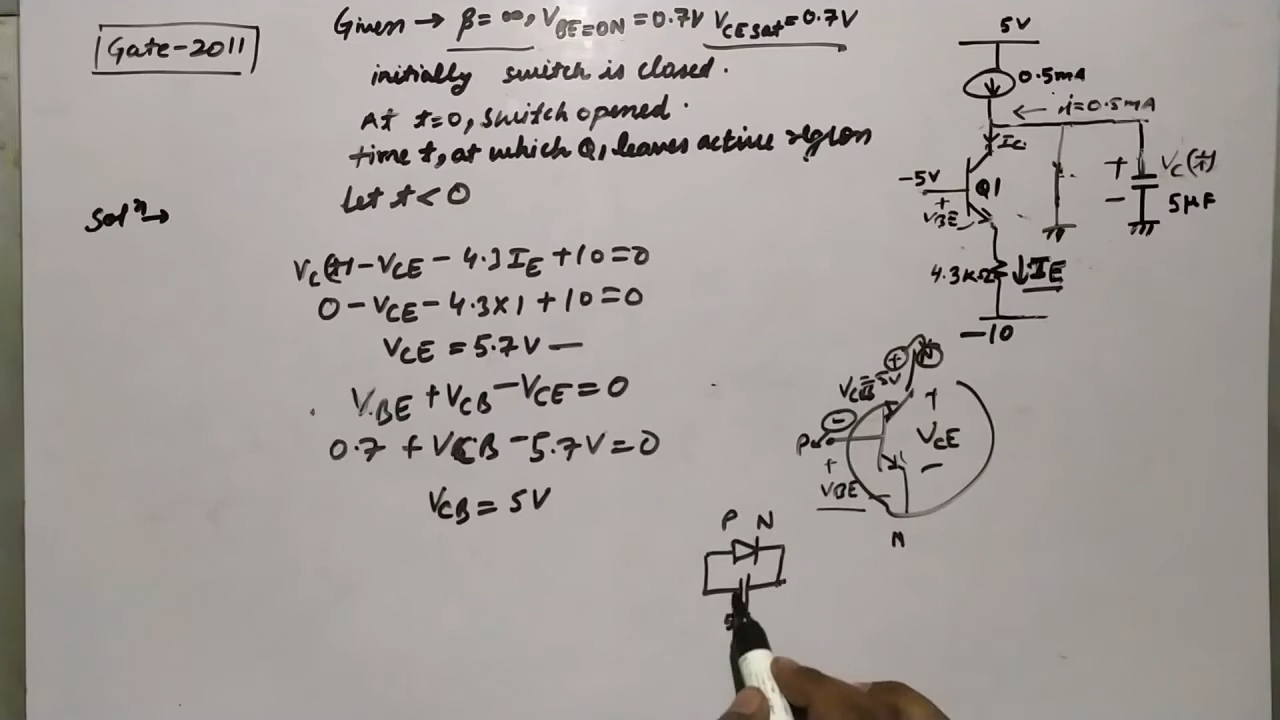 Gate-2011
Given → β = ∞, VBE=ON = 0.7V VCEsat = 0.7V
initially switch is closed.
At t=0, switch opened.
time t, at which Q1 leaves active region
Let t < 0
Solⁿ →
Vc(t) - VCE - 4.3IE + 10 = 0
0 - VCE - 4.3×1 + 10 = 0
VCE = 5.7V —
VBE + VCB - VCE = 0
0.7 + VCB - 5.7V = 0
VCB = 5V
5V
0.5mA
← i = 0.5mA
Ic
-5V
Q1
+
VBE -
+ Vc(t)
- 5μF
4.3KΩ ↓IE
-10
+ N
VCB = 5V
+
-
P
VCE
+
-
VBE -
N
P N